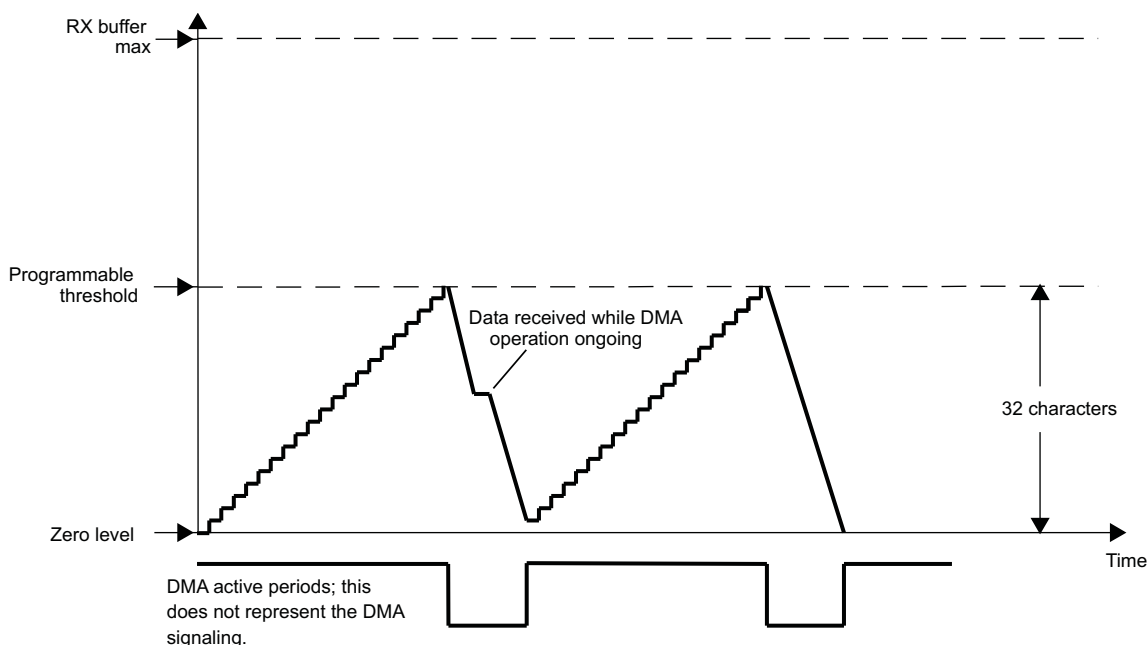 RX buffer
max
Programmable
threshold
Data received while DMA
operation ongoing
32 characters
Zero level
Time
DMA active periods; this
does not represent the DMA
signaling.